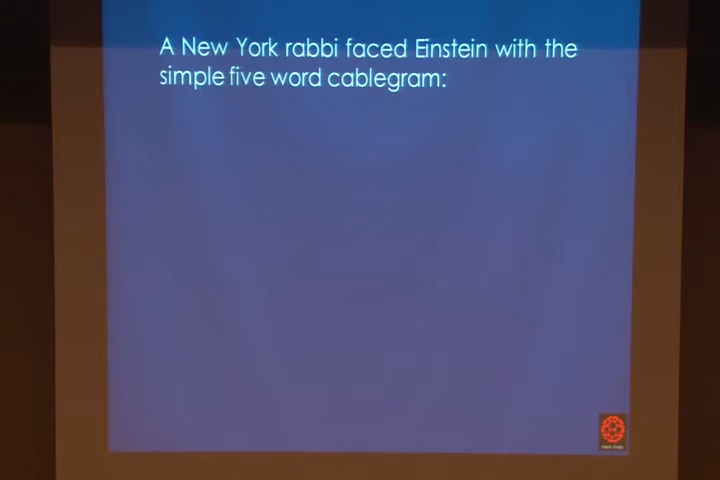 A New York rabbi faced Einstein with the
simple five word cablegram: